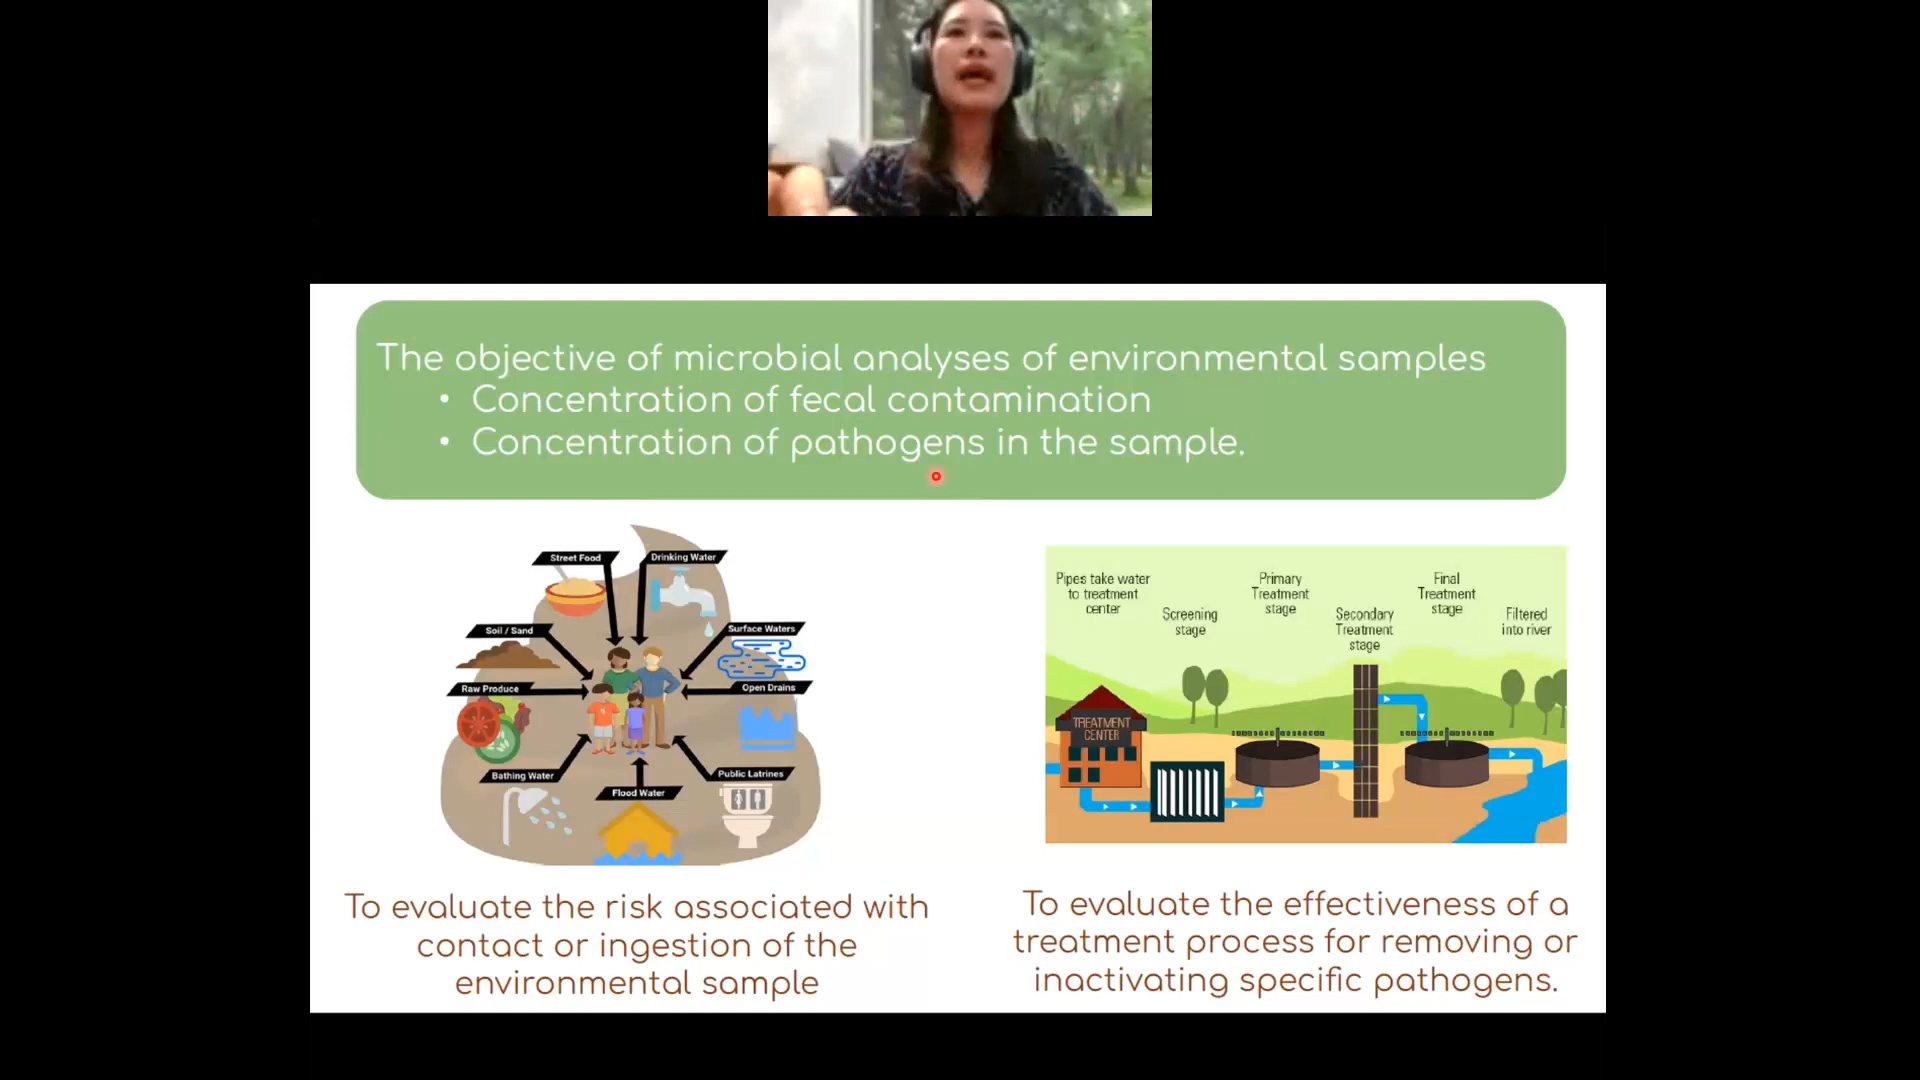 The objective of microbial analyses of environmental samples
• Concentration of fecal contamination
• Concentration of pathogens in the sample.
Street Food
Drinking Water
Soil / Sand
Surface Waters
Raw Produce
Open Drains
Bathing Water
Public Latrines
Flood Water
To evaluate the risk associated with
contact or ingestion of the
environmental sample
Pipes take water
to treatment
center
Screening
stage
Primary
Treatment
stage
Secondary
Treatment
stage
Final
Treatment
stage
Filtered
into river
TREATMENT
CENTER
To evaluate the effectiveness of a
treatment process for removing or
inactivating specific pathogens.